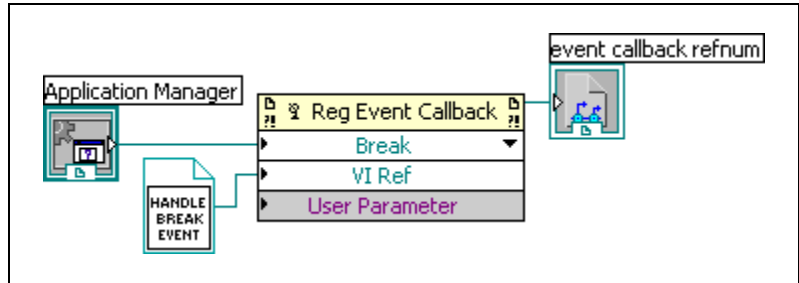 event callback refnum
Application Manager
?! Reg Event Callback ?!
Break
VI Ref
User Parameter
HANDLE
BREAK
EVENT
?